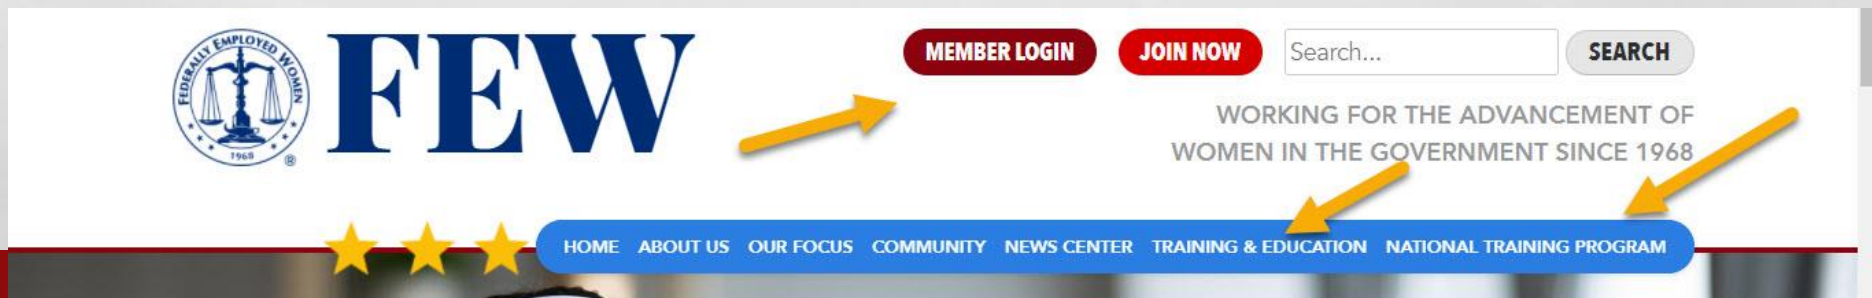 FEDERALLY EMPLOYED WOMEN
1968
®
FEW
MEMBER LOGIN
JOIN NOW
Search...
SEARCH
WORKING FOR THE ADVANCEMENT OF
WOMEN IN THE GOVERNMENT SINCE 1968
HOME ABOUT US OUR FOCUS COMMUNITY NEWS CENTER TRAINING & EDUCATION NATIONAL TRAINING PROGRAM